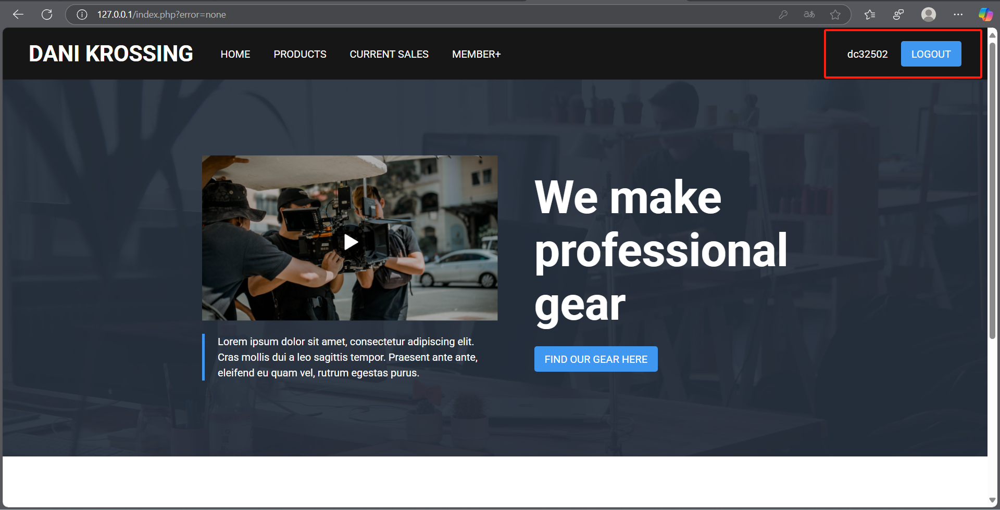 127.0.0.1/index.php?error=none
DANI KROSSING
HOME
PRODUCTS
CURRENT SALES
MEMBER+
dc32502
LOGOUT
We make
professional
gear
Lorem ipsum dolor sit amet, consectetur adipiscing elit.
Cras mollis dui a leo sagittis tempor. Praesent ante ante,
eleifend eu quam vel, rutrum egestas purus.
FIND OUR GEAR HERE